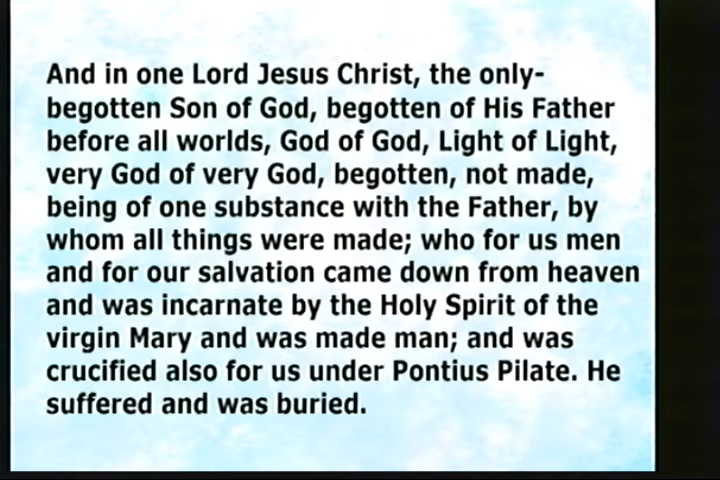 And in one Lord Jesus Christ, the only-
begotten Son of God, begotten of His Father
before all worlds, God of God, Light of Light,
very God of very God, begotten, not made,
being of one substance with the Father, by
whom all things were made; who for us men
and for our salvation came down from heaven
and was incarnate by the Holy Spirit of the
virgin Mary and was made man; and was
crucified also for us under Pontius Pilate. He
suffered and was buried.